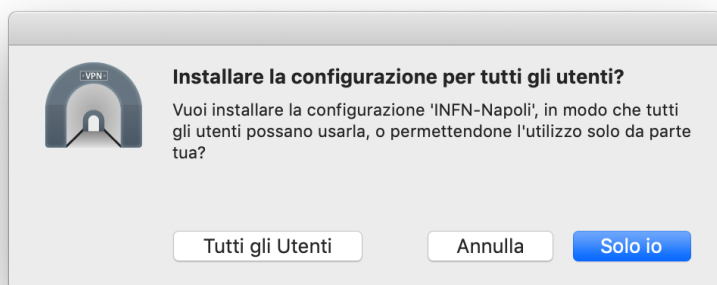 VPN
Installare la configurazione per tutti gli utenti?
Vuoi installare la configurazione 'INFN-Napoli', in modo che tutti
gli utenti possano usarla, o permettendone l'utilizzo solo da parte
tua?
Tutti gli Utenti
Annulla
Solo io